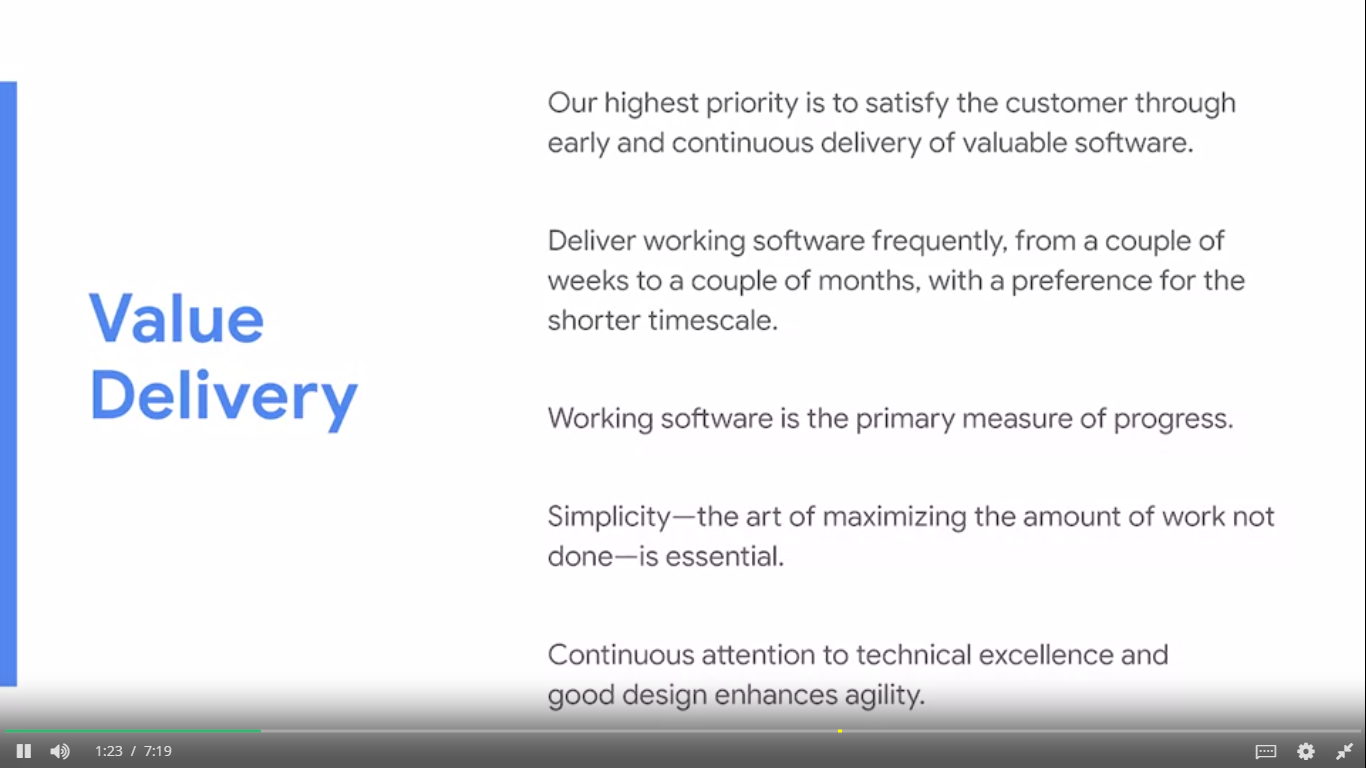 Value
Delivery
Our highest priority is to satisfy the customer through
early and continuous delivery of valuable software.
Deliver working software frequently, from a couple of
weeks to a couple of months, with a preference for the
shorter timescale.
Working software is the primary measure of progress.
Simplicity—the art of maximizing the amount of work not
done—is essential.
Continuous attention to technical excellence and
good design enhances agility.
1:23 / 7:19